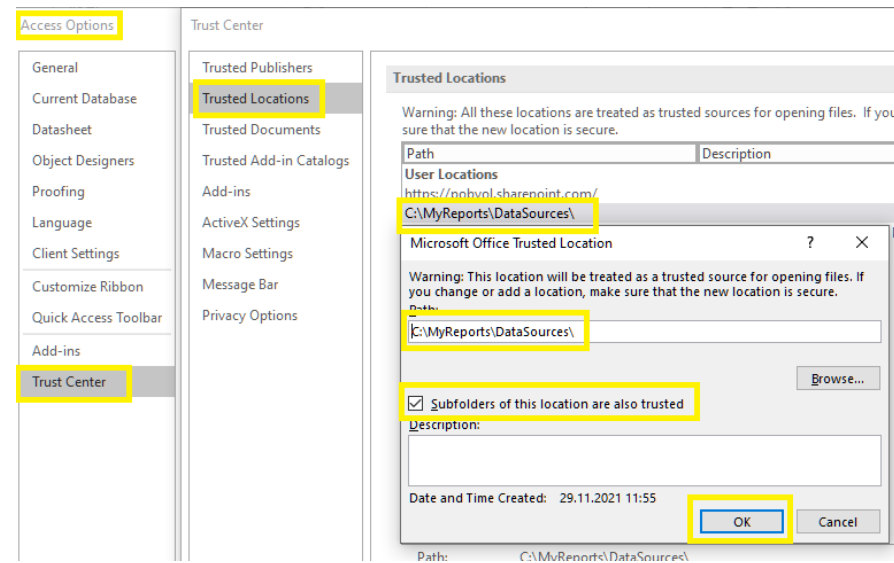 Access Options
Trust Center
General
Current Database
Datasheet
Object Designers
Proofing
Language
Client Settings
Customize Ribbon
Quick Access Toolbar
Add-ins
Trust Center
Trusted Publishers
Trusted Locations
Trusted Documents
Trusted Add-in Catalogs
Add-ins
ActiveX Settings
Macro Settings
Message Bar
Privacy Options
Trusted Locations
Warning: All these locations are treated as trusted sources for opening files. If you
sure that the new location is secure.
Path Description
User Locations
https://nobvol.sharepoint.com/
C:\MyReports\DataSources\
Microsoft Office Trusted Location ?
Warning: This location will be treated as a trusted source for opening files. If
you change or add a location, make sure that the new location is secure.
Path:
C:\MyReports\DataSources\
Browse...
Subfolders of this location are also trusted
Description:
Date and Time Created: 29.11.2021 11:55
OK Cancel
Path: C:\MyReports\DataSources\